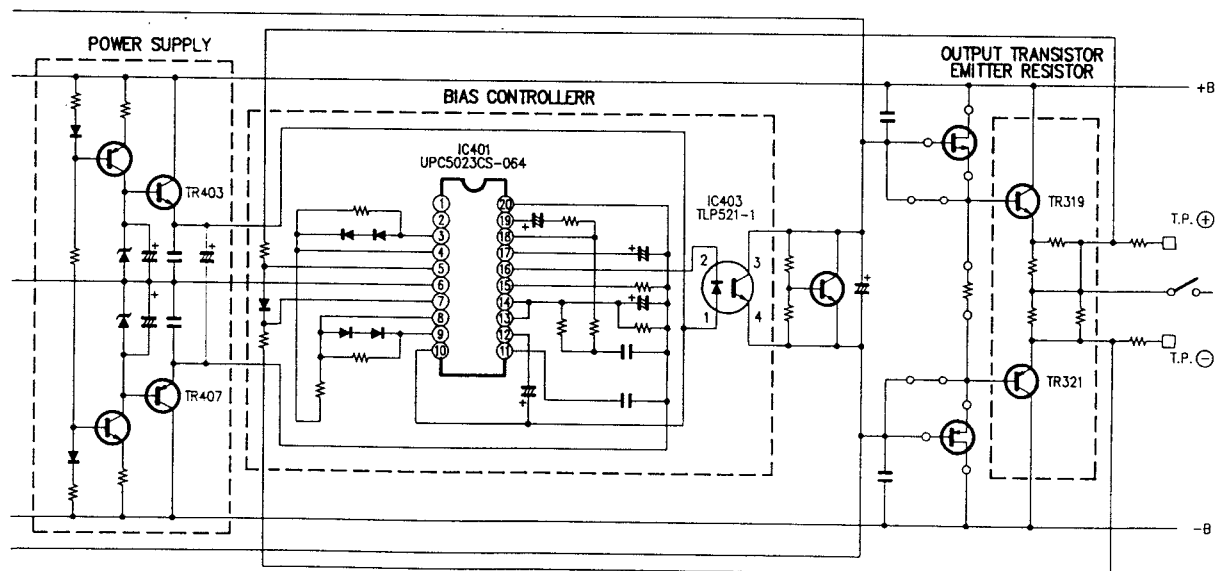 POWER SUPPLY
OUTPUT TRANSISTOR
EMITTER RESISTOR
+B
BIAS CONTROLLERR
IC401
UPC5023CS-064
IC403
TLP521-1
TR403
TR319
T.P. ⊕
1
2
3
4
5
6
7
8
9
10
20
19
18
17
16
15
14
13
12
11
+
+
+
+
+
+
+
+
2
3
1
4
T.P. ⊖
TR407
TR321
-B